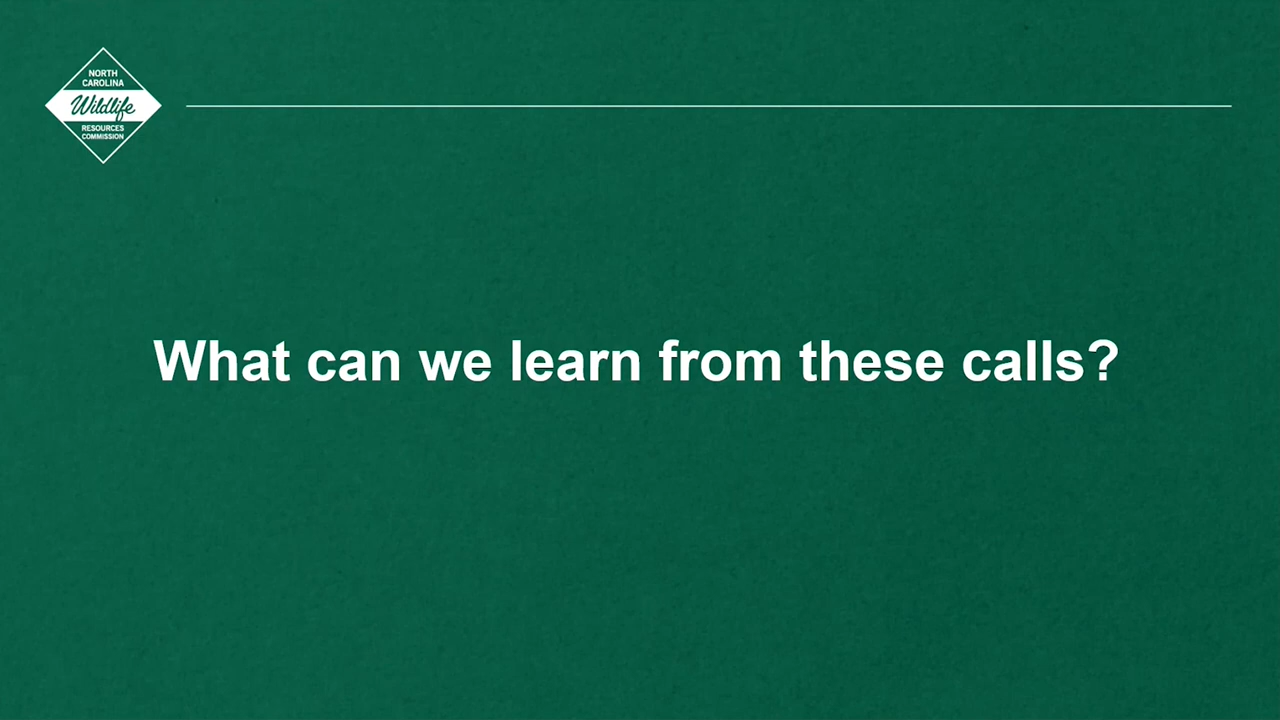 NORTH
CAROLINA
Wildlife
RESOURCES
COMMISSION
What can we learn from these calls?